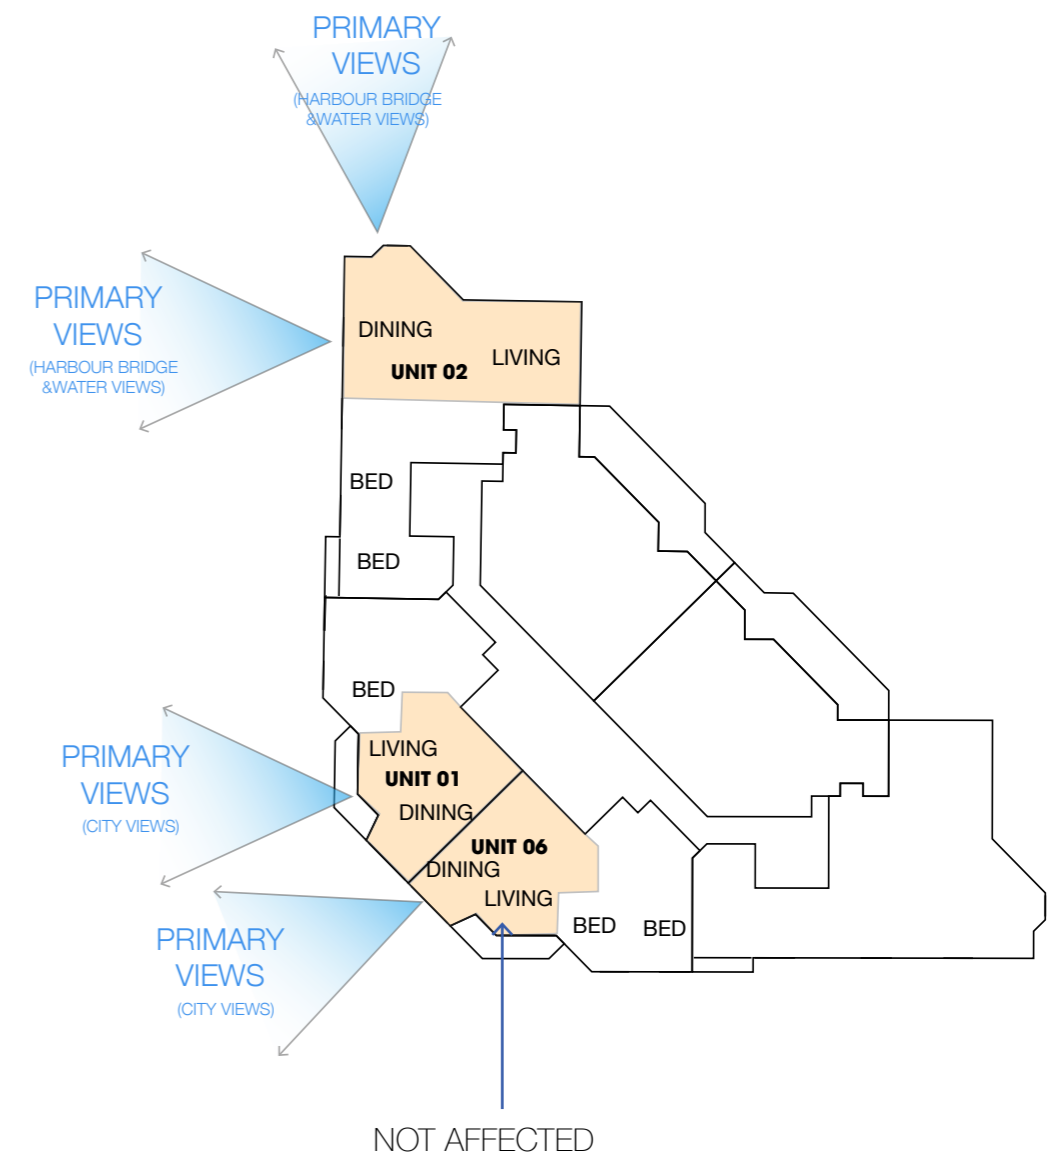 PRIMARY
VIEWS
(HARBOUR BRIDGE
&WATER VIEWS)
PRIMARY
VIEWS
(HARBOUR BRIDGE
&WATER VIEWS)
DINING
LIVING
UNIT 02
BED
BED
BED
LIVING
UNIT 01
DINING
PRIMARY
VIEWS
(CITY VIEWS)
UNIT 06
DINING
LIVING
BED
BED
PRIMARY
VIEWS
(CITY VIEWS)
NOT AFFECTED